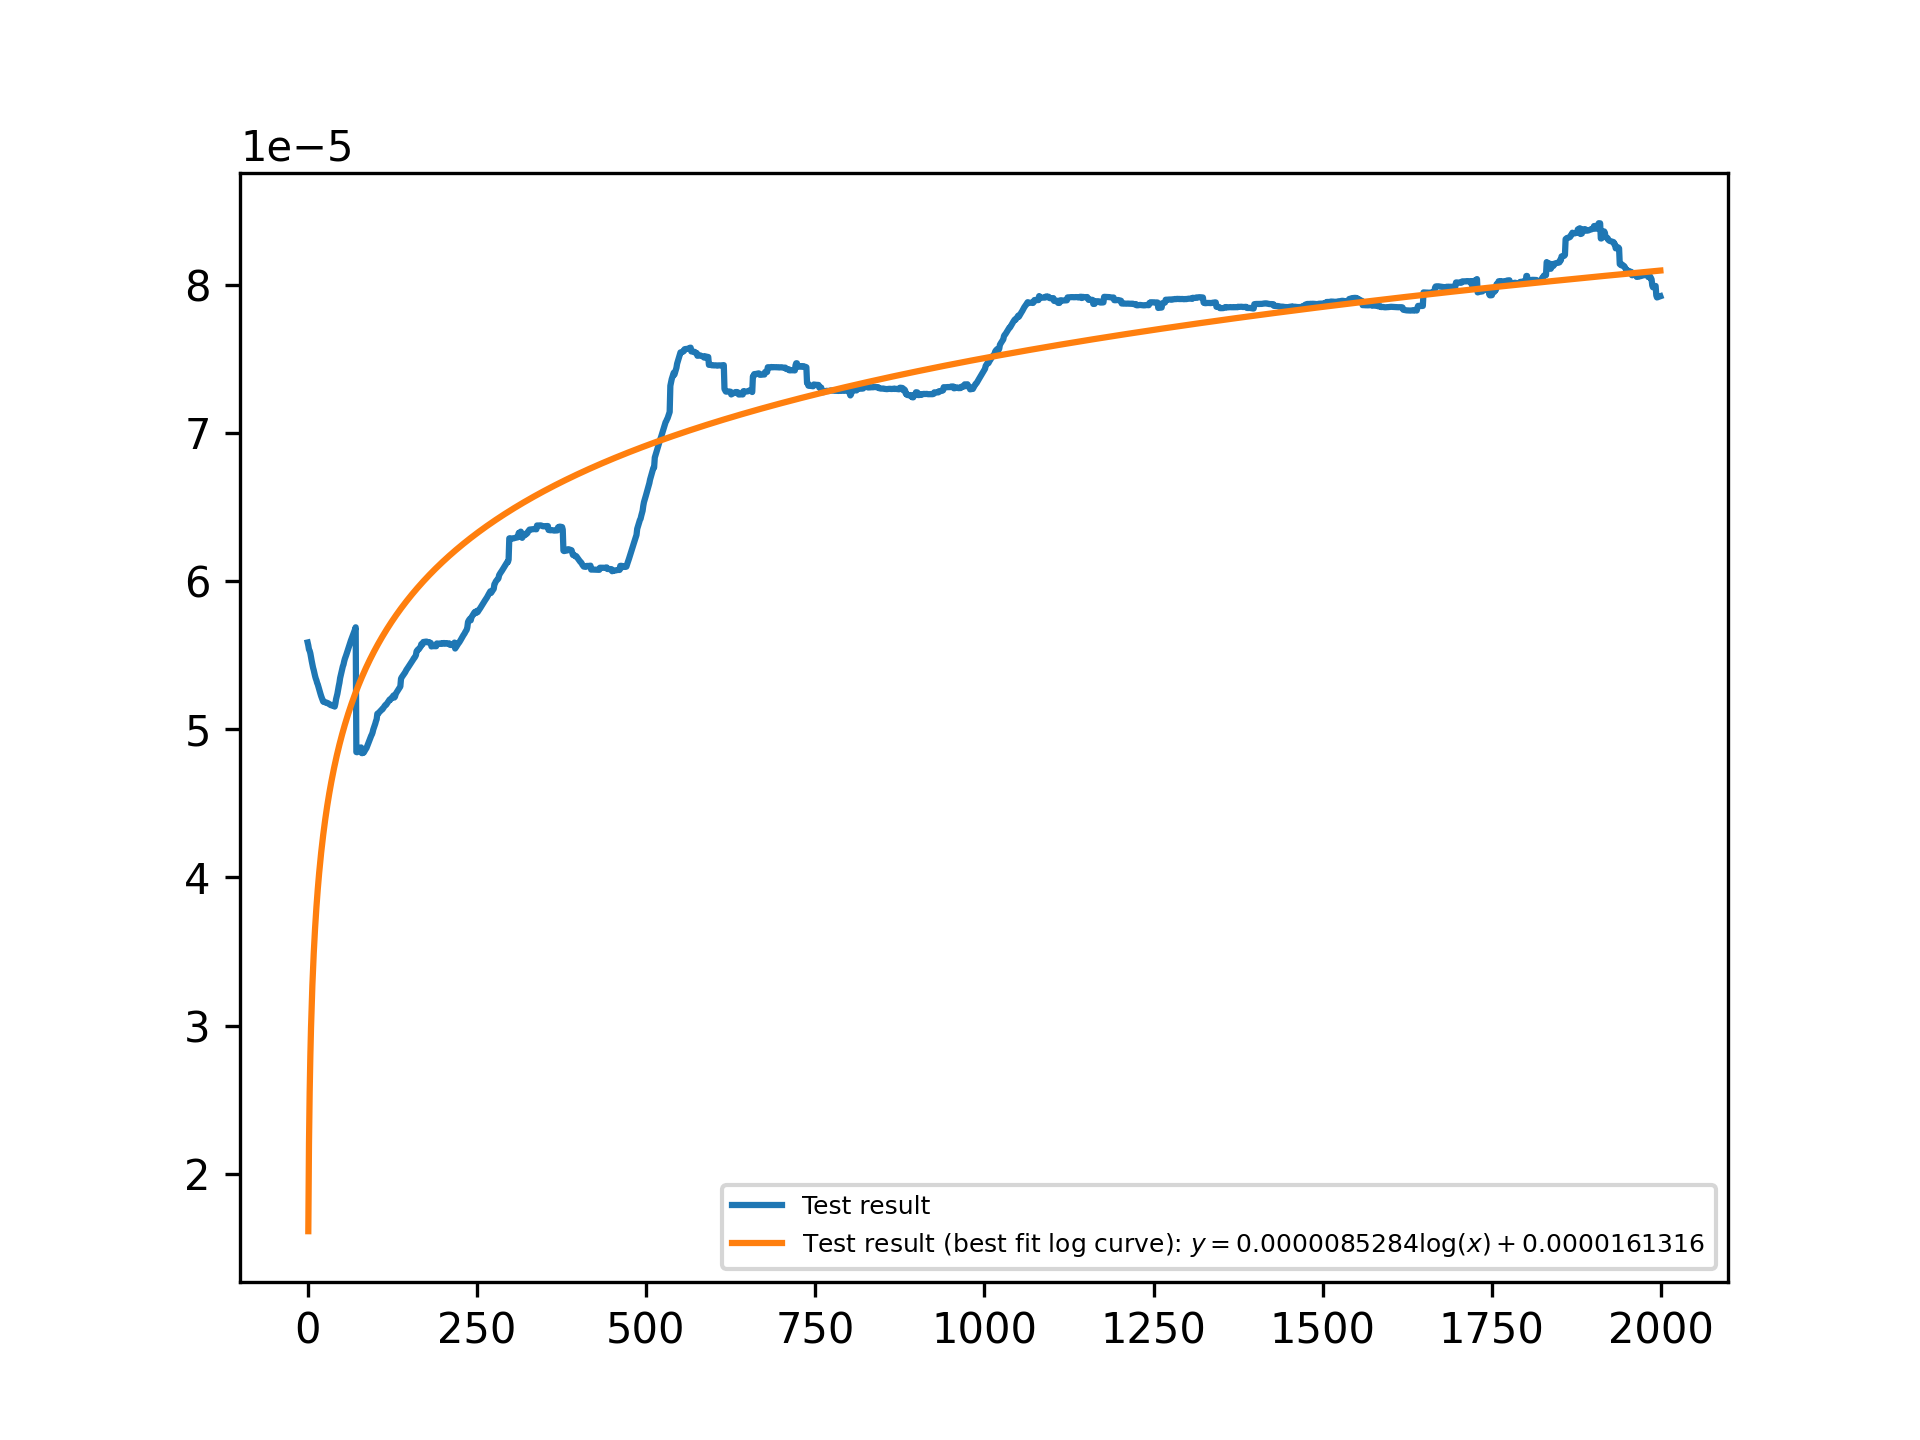 1e−5
8
7
6
5
4
3
2
Test result
Test result (best fit log curve): y = 0.0000085284log(x) + 0.0000161316
0 250 500 750 1000 1250 1500 1750 2000